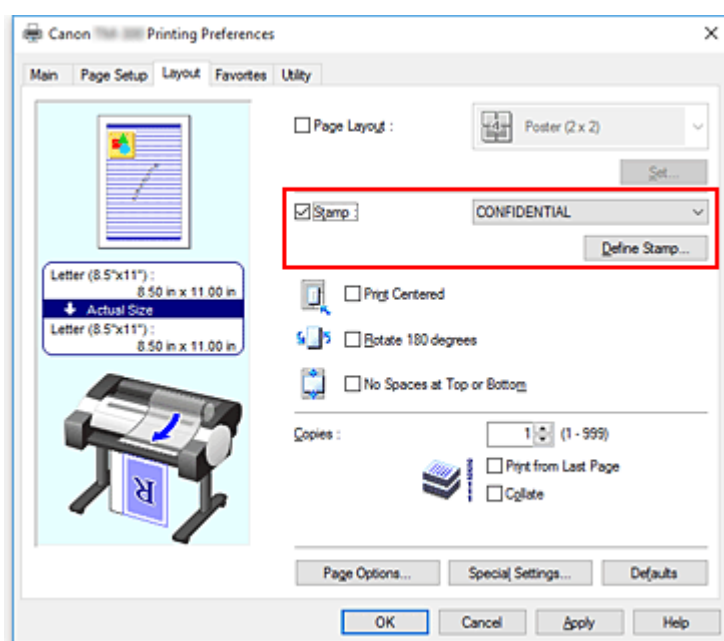 Canon Printing Preferences
Main Page Setup Layout Favorites Utility
Page Layout :
4
Poster (2 x 2)
Set...
Stamp :
CONFIDENTIAL
Define Stamp...
Letter (8.5"x11") :
8.50 in x 11.00 in
Actual Size
Letter (8.5"x11") :
8.50 in x 11.00 in
Print Centered
Rotate 180 degrees
No Spaces at Top or Bottom
Copies :
1 (1 - 999)
Print from Last Page
Collate
R
Page Options... Special Settings... Defaults
OK Cancel Apply Help